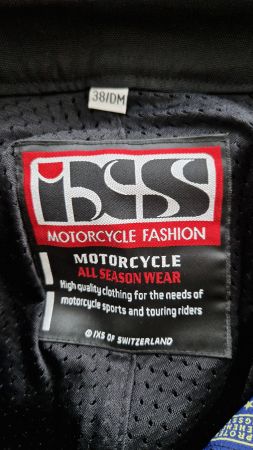 38/DM
ixs
MOTORCYCLE FASHION
MOTORCYCLE
ALL SEASON WEAR
High quality clothing for the needs of
motorcycle sports and touring riders
© IXS OF SWITZERLAND